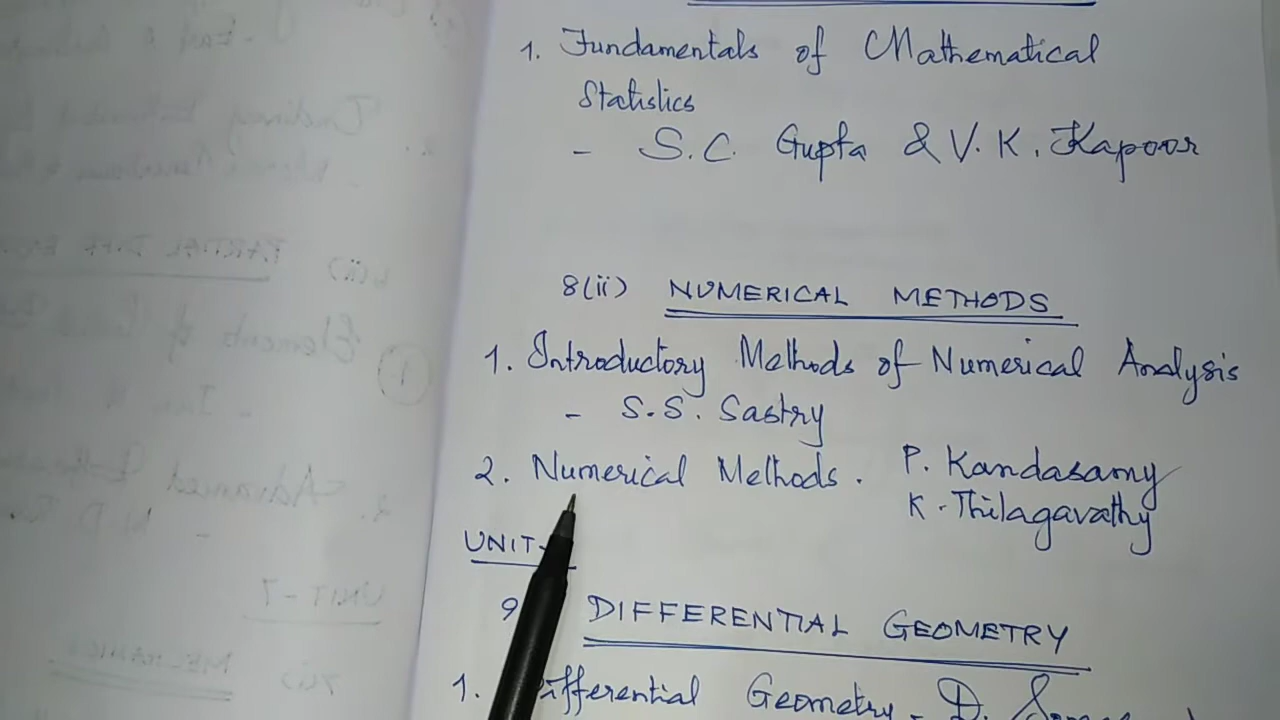 1. Fundamentals of Mathematical
Statistics
- S.C. Gupta & V.K. Kapoor
8(ii) NUMERICAL METHODS
1. Introductory Methods of Numerical Analysis
- S.S. Sastry
2. Numerical Methods. P. Kandasamy
K. Thilagavathy
UNIT-
9 DIFFERENTIAL GEOMETRY
1. Differential Geometry - D.